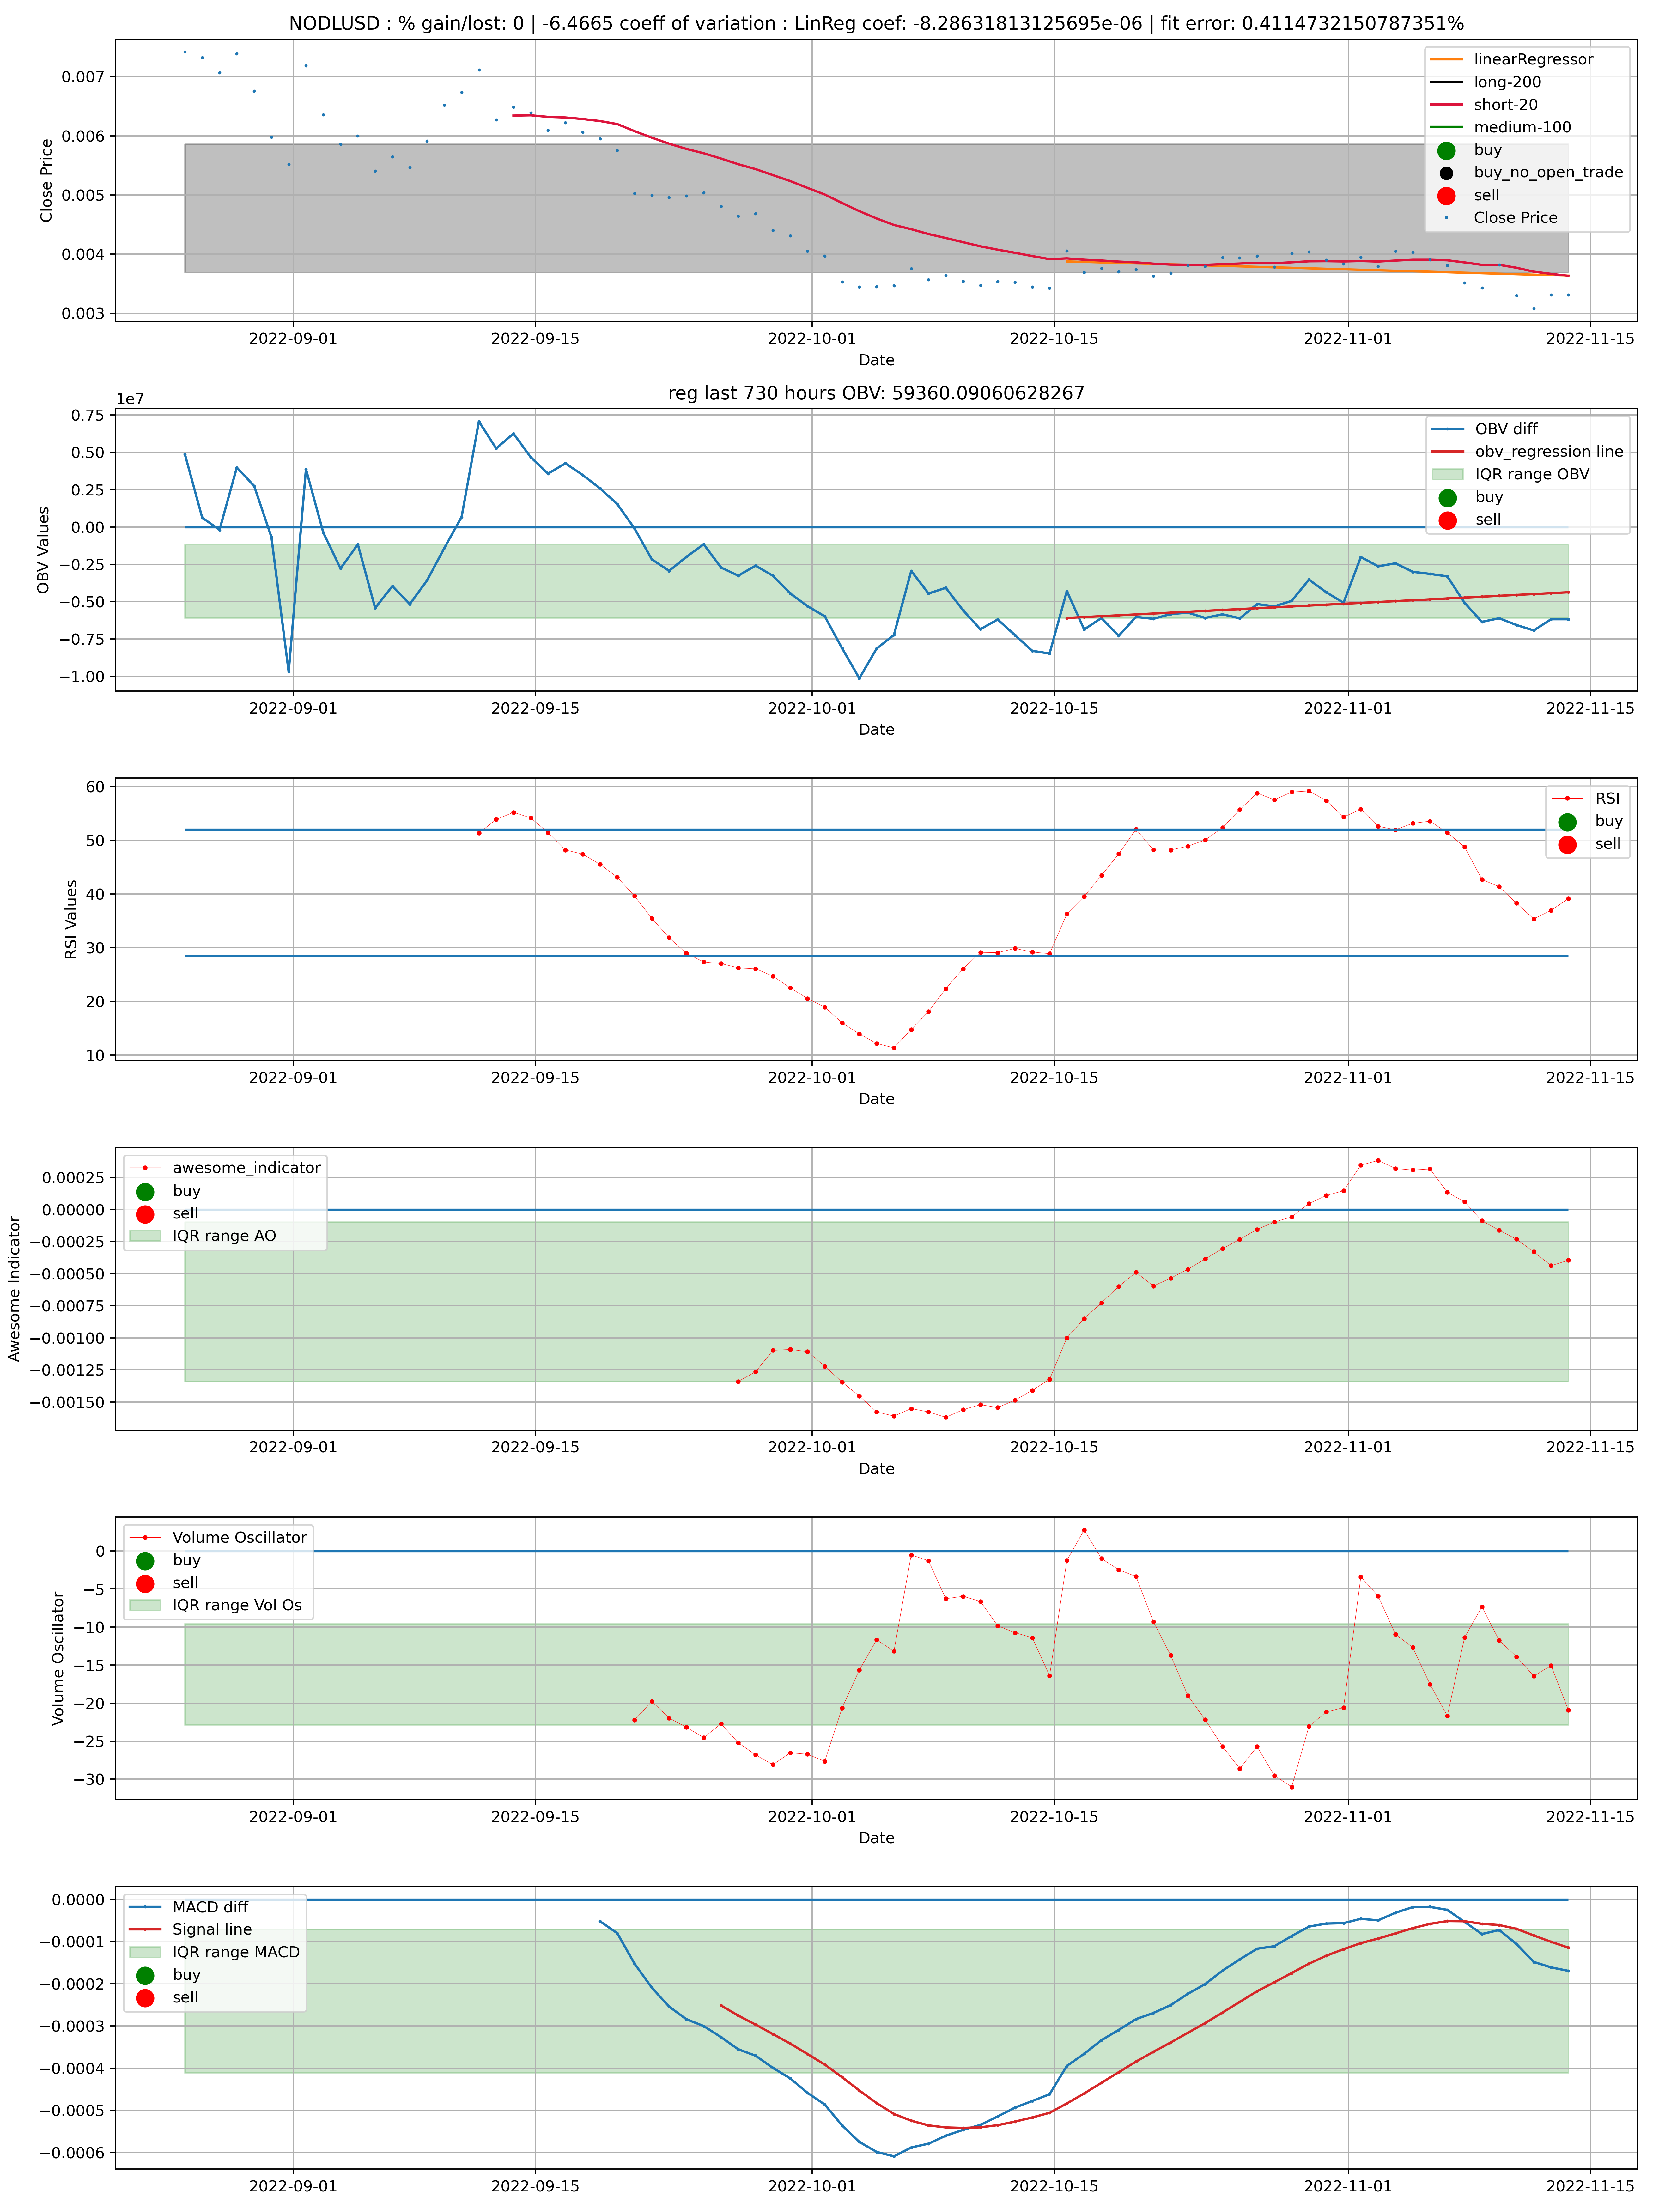 NODLUSD : % gain/lost: 0 | -6.4665 coeff of variation : LinReg coef: -8.28631813125695e-06 | fit error: 0.4114732150787351%
0.007
0.006
0.005
0.004
0.003
Close Price
linearRegressor
long-200
short-20
medium-100
buy
buy_no_open_trade
sell
Close Price
2022-09-01
2022-09-15
2022-10-01
2022-10-15
2022-11-01
2022-11-15
Date
reg last 730 hours OBV: 59360.09060628267
1e7
0.75
0.50
0.25
0.00
−0.25
−0.50
−0.75
−1.00
OBV Values
OBV diff
obv_regression line
IQR range OBV
buy
sell
2022-09-01
2022-09-15
2022-10-01
2022-10-15
2022-11-01
2022-11-15
Date
60
50
40
30
20
10
RSI Values
RSI
buy
sell
2022-09-01
2022-09-15
2022-10-01
2022-10-15
2022-11-01
2022-11-15
Date
0.00025
0.00000
−0.00025
−0.00050
−0.00075
−0.00100
−0.00125
−0.00150
Awesome Indicator
awesome_indicator
buy
sell
IQR range AO
2022-09-01
2022-09-15
2022-10-01
2022-10-15
2022-11-01
2022-11-15
Date
0
−5
−10
−15
−20
−25
−30
Volume Oscillator
Volume Oscillator
buy
sell
IQR range Vol Os
2022-09-01
2022-09-15
2022-10-01
2022-10-15
2022-11-01
2022-11-15
Date
0.0000
−0.0001
−0.0002
−0.0003
−0.0004
−0.0005
−0.0006
MACD diff
Signal line
IQR range MACD
buy
sell
2022-09-01
2022-09-15
2022-10-01
2022-10-15
2022-11-01
2022-11-15